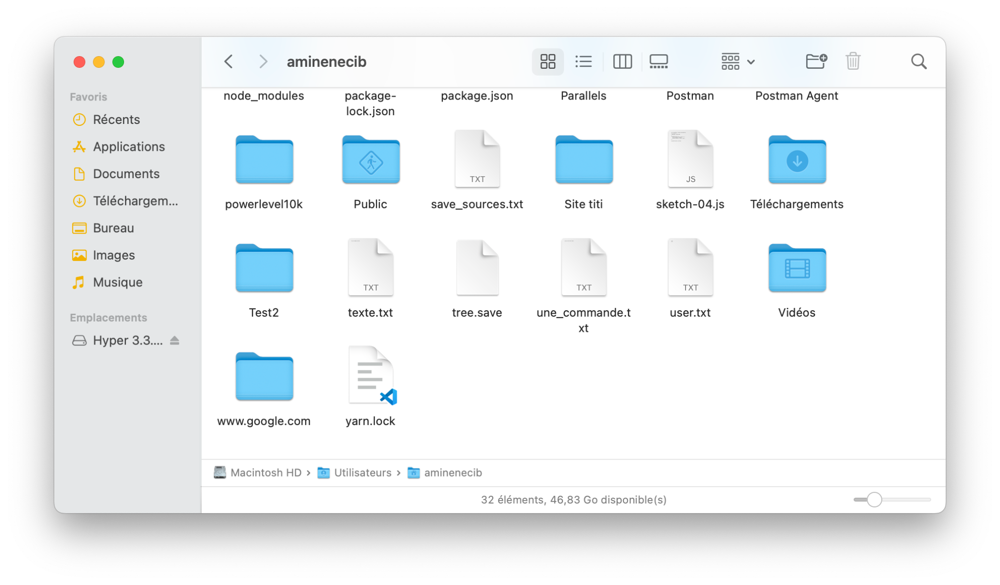 aminenecib
Favoris
Récents
Applications
Documents
Téléchargem...
Bureau
Images
Musique
Emplacements
Hyper 3.3....
node_modules
package-
lock.json
package.json
Parallels
Postman
Postman Agent
TXT
JS
powerlevel10k
Public
save_sources.txt
Site titi
sketch-04.js
Téléchargements
TXT
TXT
TXT
Test2
texte.txt
tree.save
une_commande.t
xt
user.txt
Vidéos
www.google.com
yarn.lock
Macintosh HD › Utilisateurs › aminenecib
32 éléments, 46,83 Go disponible(s)